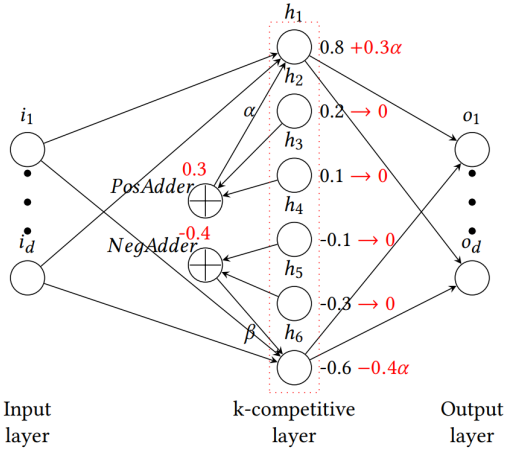 h₁
0.8 +0.3α
h₂
i₁
α
0.2 → 0
o₁
h₃
0.3
PosAdder
0.1 → 0
h₄
i_d
-0.4
NegAdder
-0.1 → 0
o_d
h₅
-0.3 → 0
h₆
β
-0.6 −0.4α
Input
layer
k-competitive
layer
Output
layer